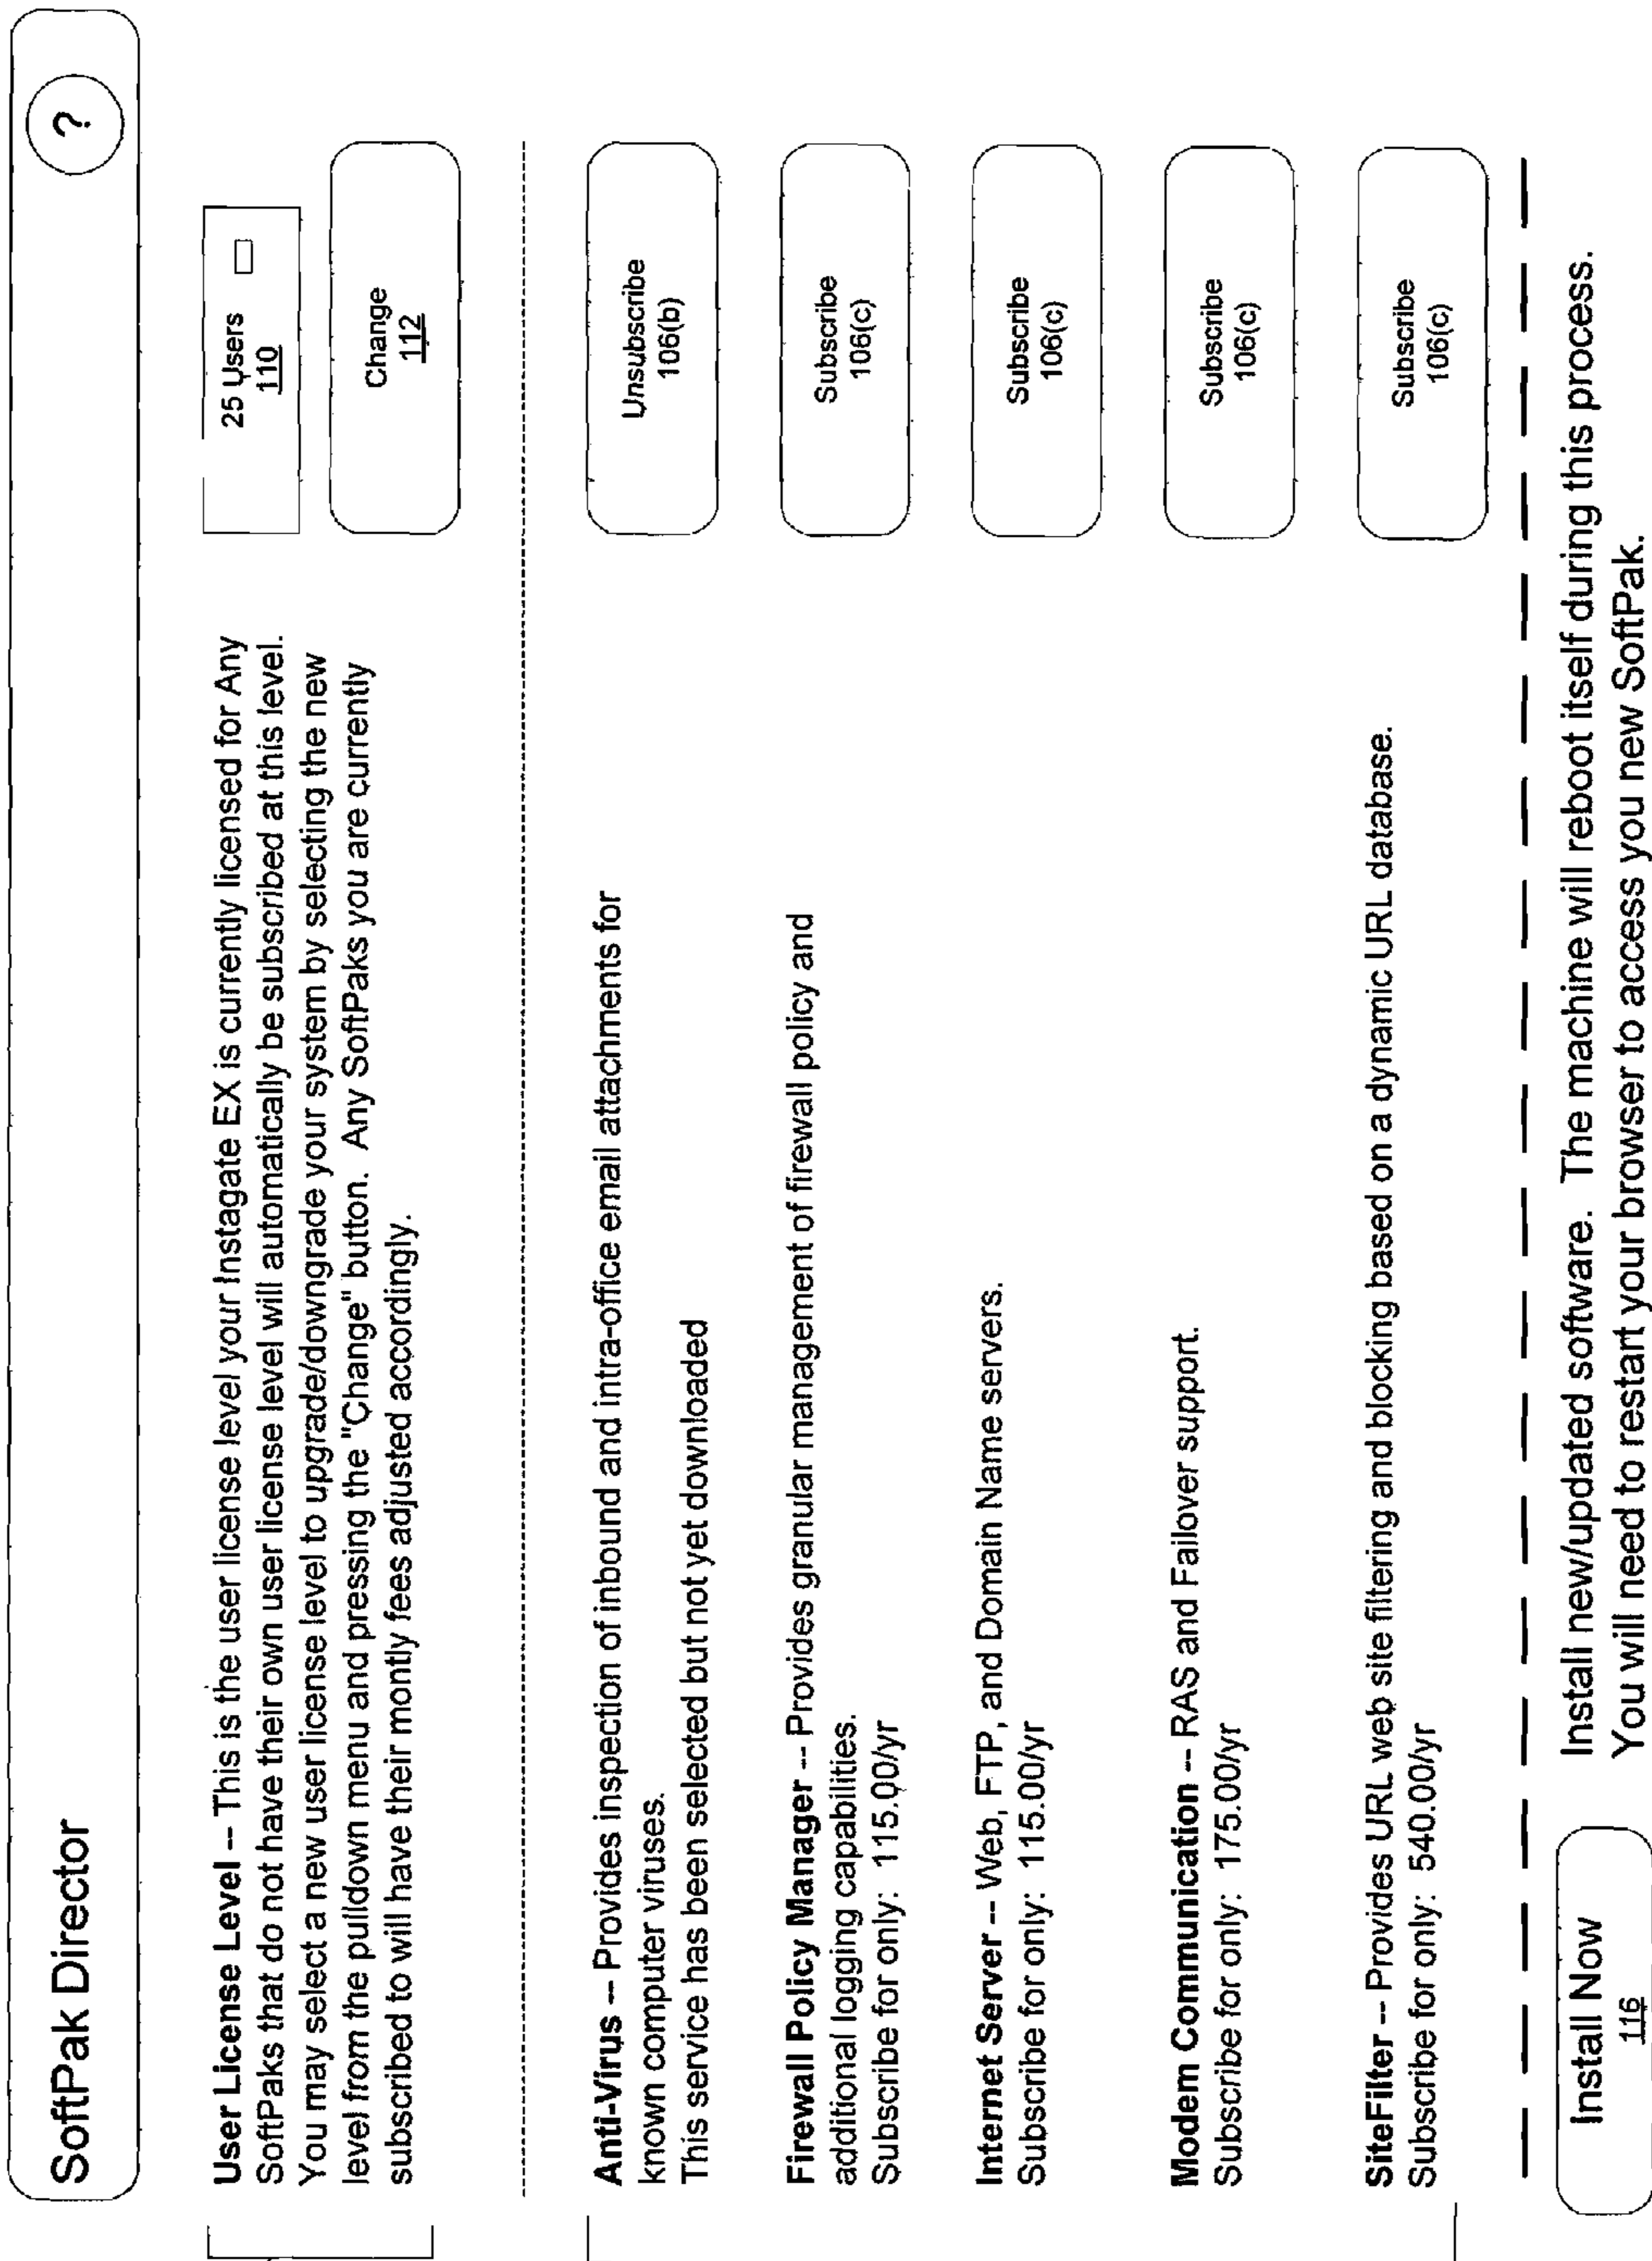 SoftPak Director
?
User License Level -- This is the user license level your Instagate EX is currently licensed for Any
SoftPaks that do not have their own user license level will automatically be subscribed at this level.
You may select a new user license level to upgrade/downgrade your system by selecting the new
level from the pulldown menu and pressing the "Change" button. Any SoftPaks you are currently
subscribed to will have their montly fees adjusted accordingly.
25 Users
110
Change
112
Anti-Virus -- Provides inspection of inbound and intra-office email attachments for
known computer viruses.
This service has been selected but not yet downloaded
Unsubscribe
106(b)
Firewall Policy Manager -- Provides granular management of firewall policy and
additional logging capabilities.
Subscribe for only: 115.00/yr
Subscribe
106(c)
Internet Server -- Web, FTP, and Domain Name servers.
Subscribe for only: 115.00/yr
Subscribe
106(c)
Modem Communication -- RAS and Failover support.
Subscribe for only: 175.00/yr
Subscribe
106(c)
SiteFilter -- Provides URL web site filtering and blocking based on a dynamic URL database.
Subscribe for only: 540.00/yr
Subscribe
106(c)
Install Now
116
Install new/updated software. The machine will reboot itself during this process.
You will need to restart your browser to access you new SoftPak.